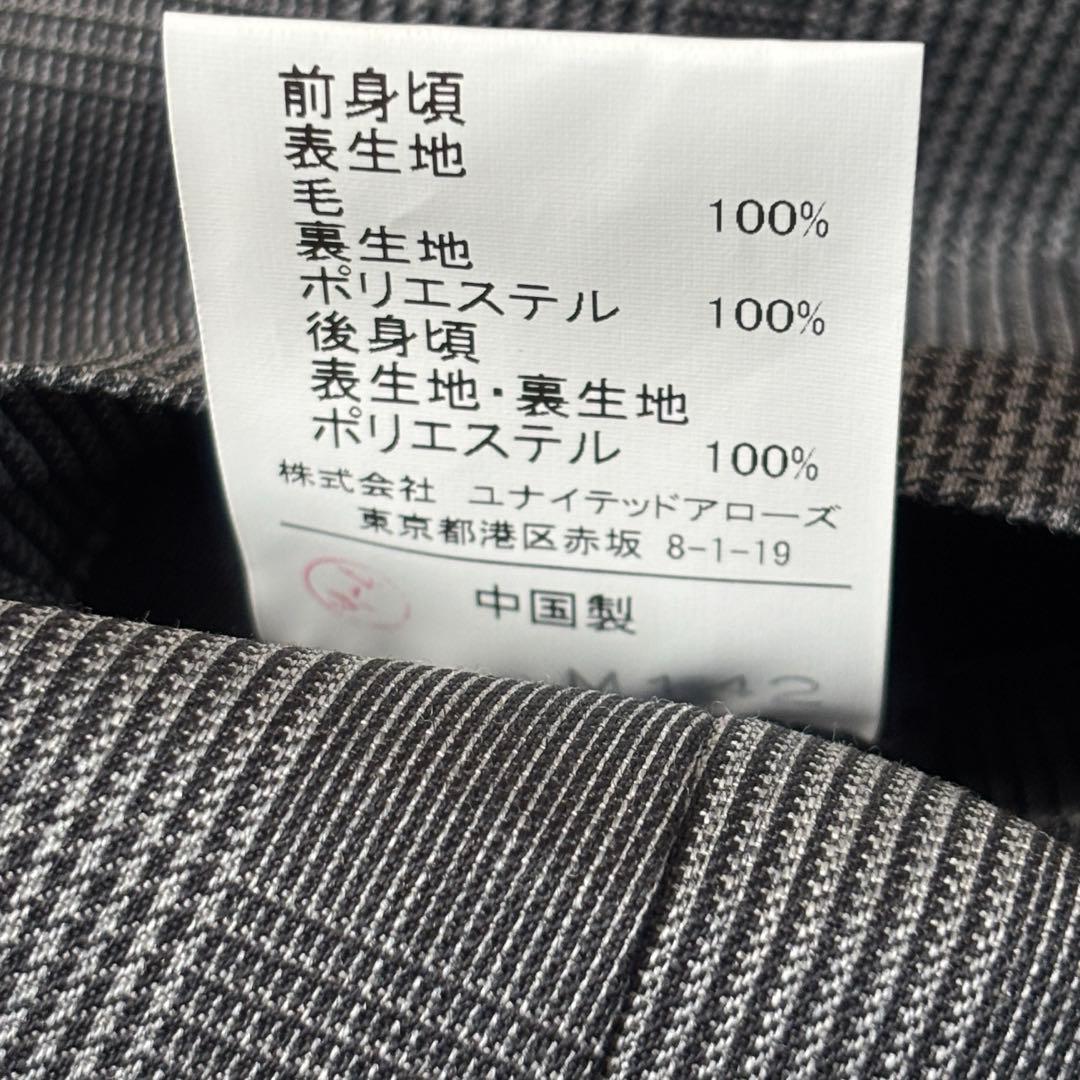 前身頃
表生地
毛 100%
裏生地
ポリエステル 100%
後身頃
表生地・裏生地
ポリエステル 100%
株式会社 ユナイテッドアローズ
東京都港区赤坂 8-1-19
中国製